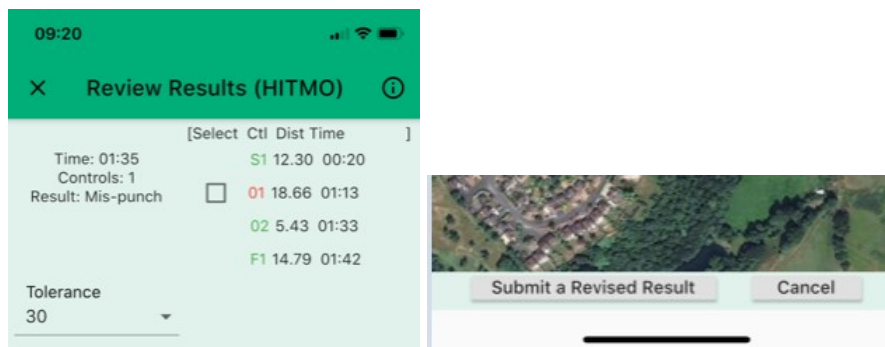 09:20
× Review Results (HITMO)
[Select Ctl Dist Time ]
S1 12.30 00:20
Time: 01:35
Controls: 1
Result: Mis-punch
01 18.66 01:13
02 5.43 01:33
F1 14.79 01:42
Tolerance
30
Submit a Revised Result Cancel